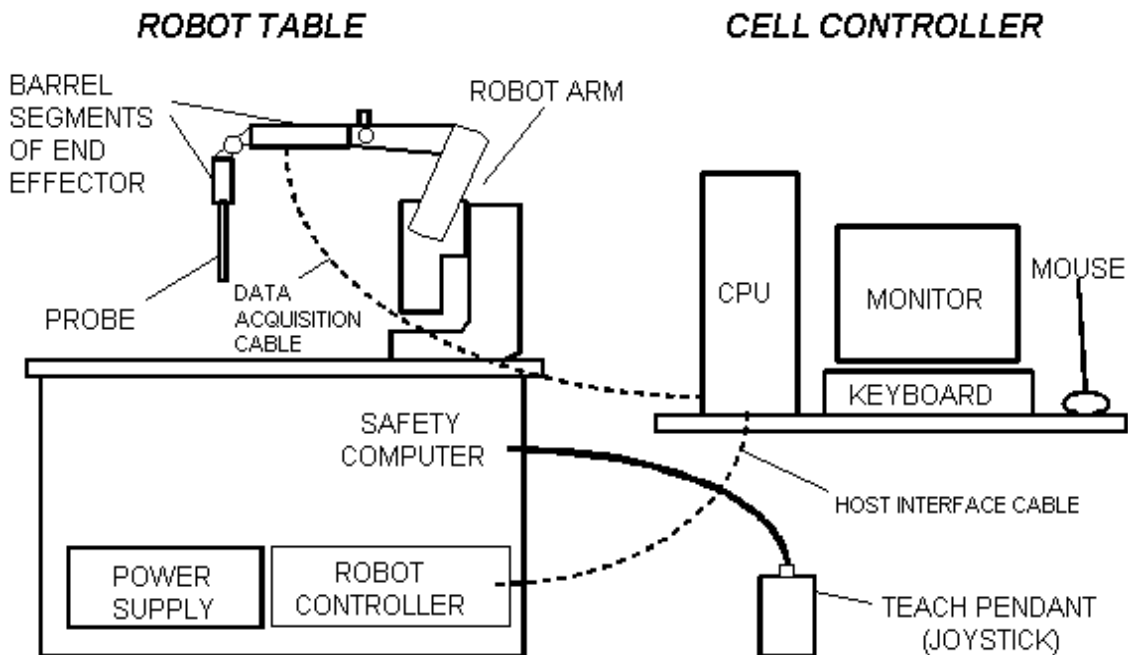 ROBOT TABLE
CELL CONTROLLER
BARREL
SEGMENTS
OF END
EFFECTOR
ROBOT ARM
PROBE
DATA
ACQUISITION
CABLE
CPU
MONITOR
MOUSE
KEYBOARD
SAFETY
COMPUTER
HOST INTERFACE CABLE
POWER
SUPPLY
ROBOT
CONTROLLER
TEACH PENDANT
(JOYSTICK)